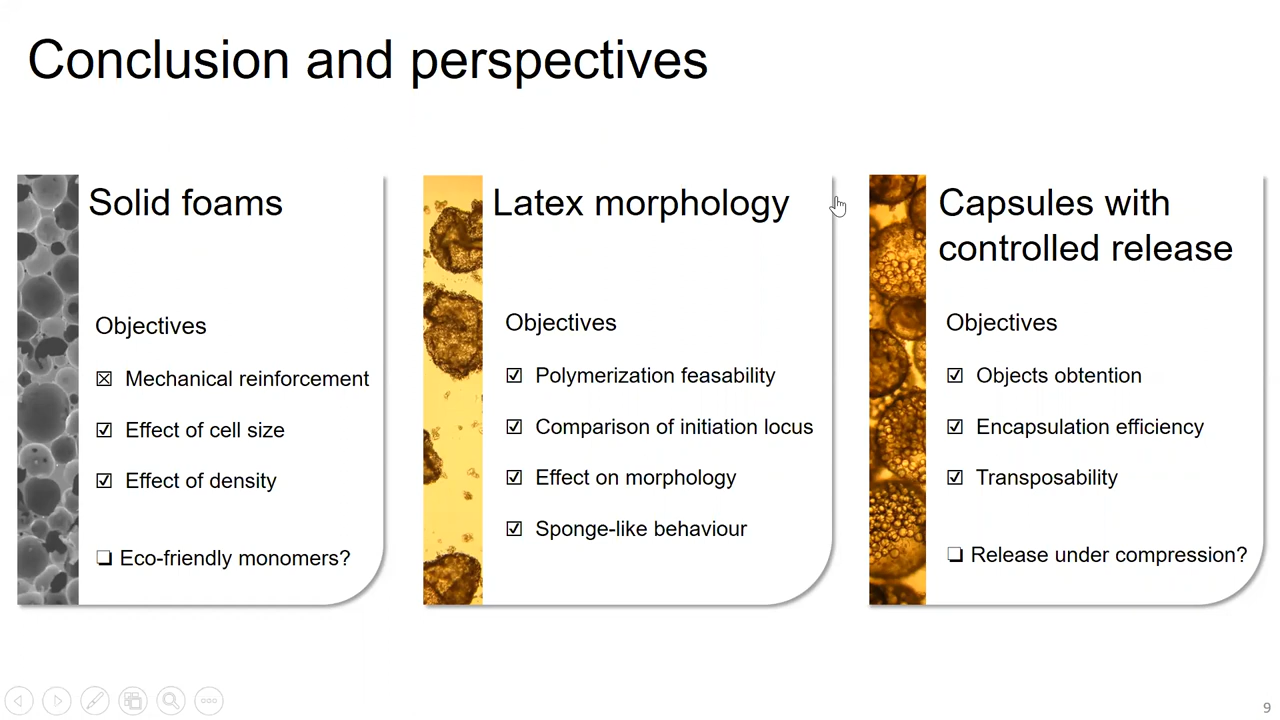 Conclusion and perspectives
Solid foams
Objectives
☒ Mechanical reinforcement
☑ Effect of cell size
☑ Effect of density
❑ Eco-friendly monomers?
Latex morphology
Objectives
☑ Polymerization feasability
☑ Comparison of initiation locus
☑ Effect on morphology
☑ Sponge-like behaviour
Capsules with
controlled release
Objectives
☑ Objects obtention
☑ Encapsulation efficiency
☑ Transposability
❑ Release under compression?
9